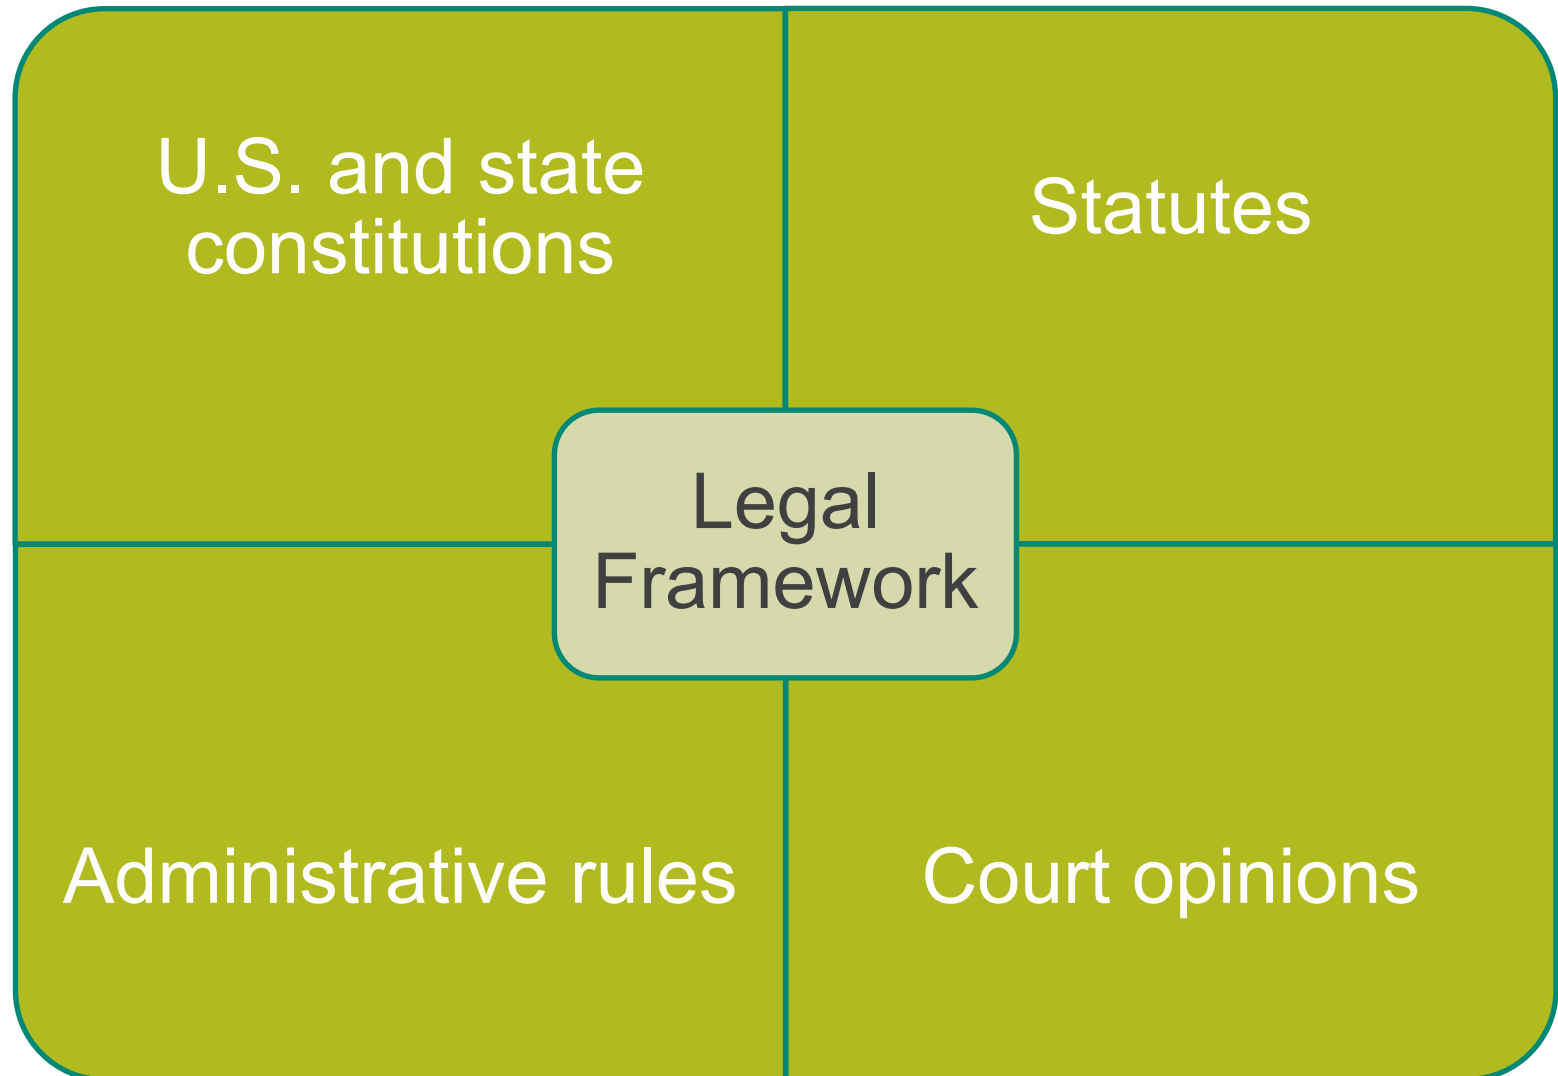 U.S. and state
constitutions
Statutes
Legal
Framework
Administrative rules
Court opinions